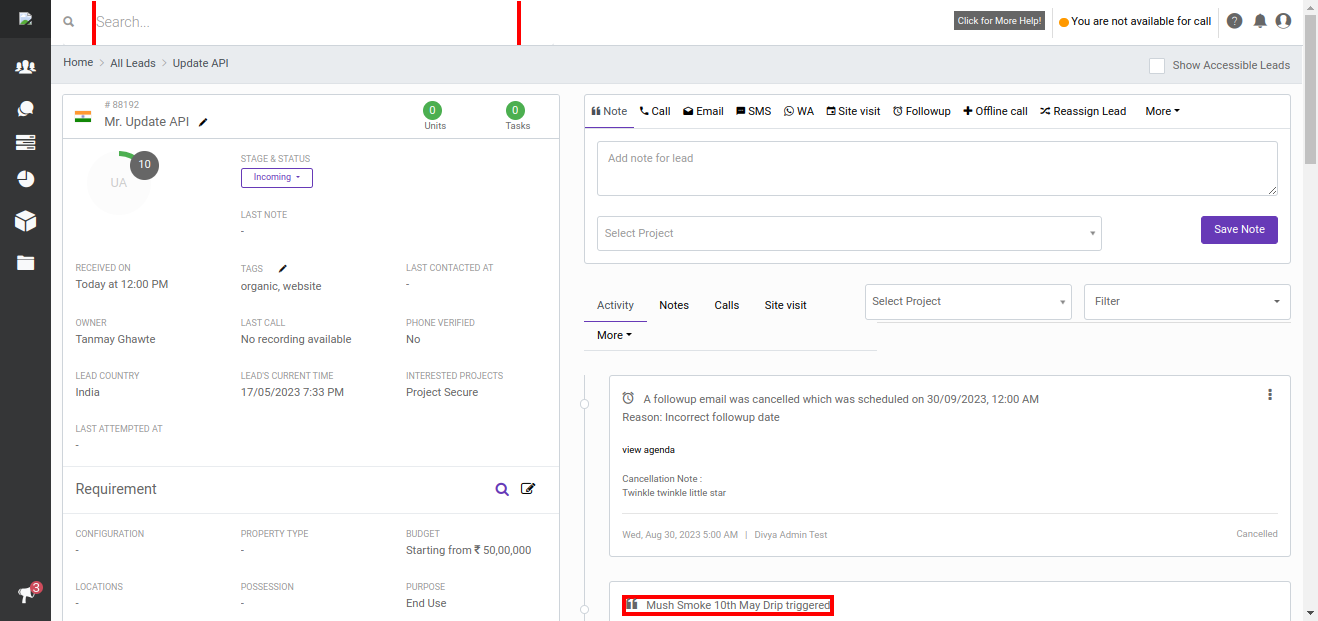 Search...
Click for More Help!
You are not available for call
Home > All Leads > Update API
Show Accessible Leads
# 88192
Mr. Update API
0
Units
0
Tasks
UA
10
STAGE & STATUS
Incoming
LAST NOTE
-
RECEIVED ON
Today at 12:00 PM
TAGS
organic, website
LAST CONTACTED AT
-
OWNER
Tanmay Ghawte
LAST CALL
No recording available
PHONE VERIFIED
No
LEAD COUNTRY
India
LEAD'S CURRENT TIME
17/05/2023 7:33 PM
INTERESTED PROJECTS
Project Secure
LAST ATTEMPTED AT
-
Requirement
CONFIGURATION
-
PROPERTY TYPE
-
BUDGET
Starting from ₹ 50,00,000
LOCATIONS
-
POSSESSION
-
PURPOSE
End Use
3
Note Call Email SMS WA Site visit Followup Offline call Reassign Lead More
Add note for lead
Select Project
Save Note
Activity Notes Calls Site visit
More
Select Project
Filter
A followup email was cancelled which was scheduled on 30/09/2023, 12:00 AM
Reason: Incorrect followup date
view agenda
Cancellation Note :
Twinkle twinkle little star
Wed, Aug 30, 2023 5:00 AM | Divya Admin Test
Cancelled
Mush Smoke 10th May Drip triggered